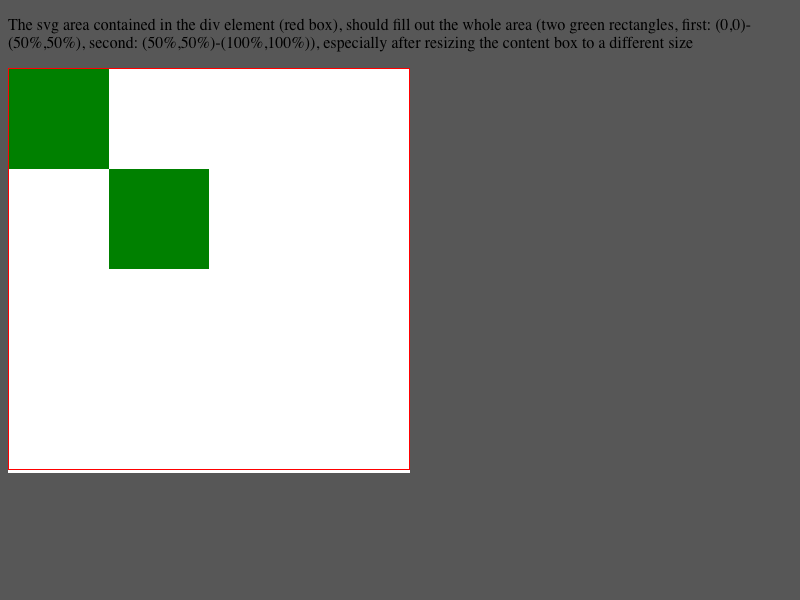 The svg area contained in the div element (red box), should fill out the whole area (two green rectangles, first: (0,0)-
(50%,50%), second: (50%,50%)-(100%,100%)), especially after resizing the content box to a different size